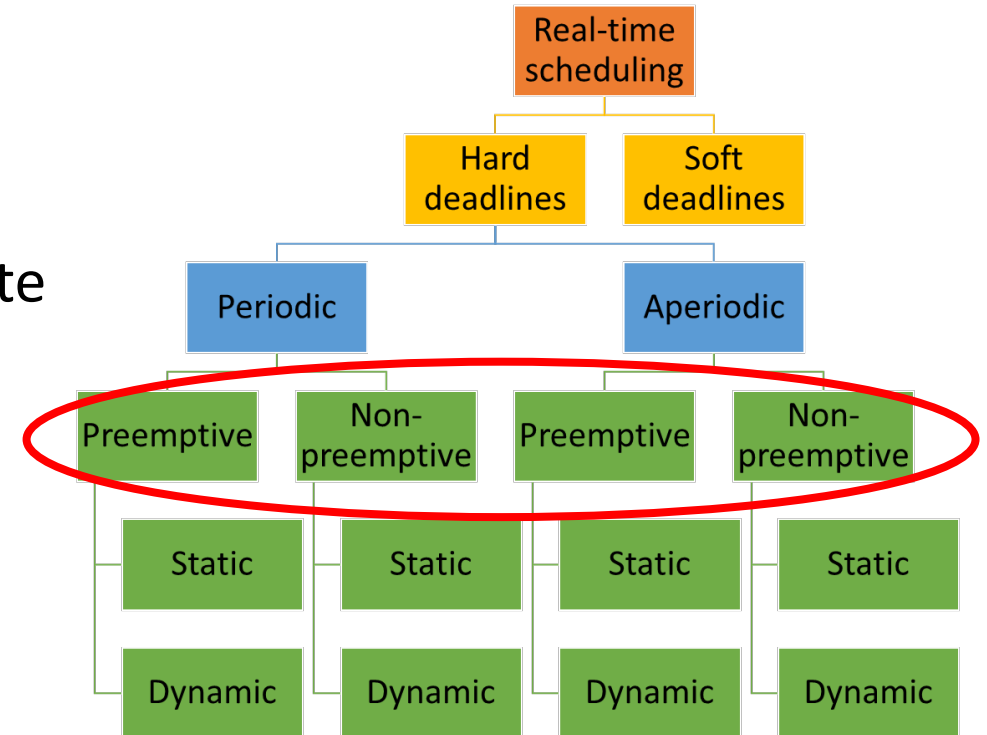 Real-time
scheduling
Hard
deadlines
Soft
deadlines
te
Periodic
Aperiodic
Preemptive
Non-
preemptive
Preemptive
Non-
preemptive
Static
Static
Static
Static
Dynamic
Dynamic
Dynamic
Dynamic